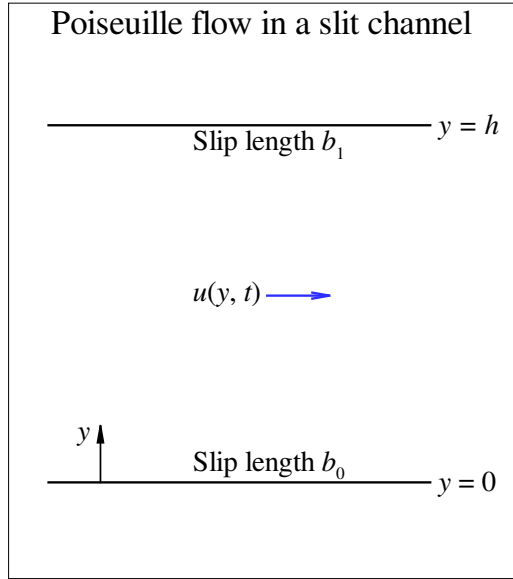 Poiseuille flow in a slit channel
y = h
Slip length b₁
u(y, t)
y
Slip length b₀
y = 0